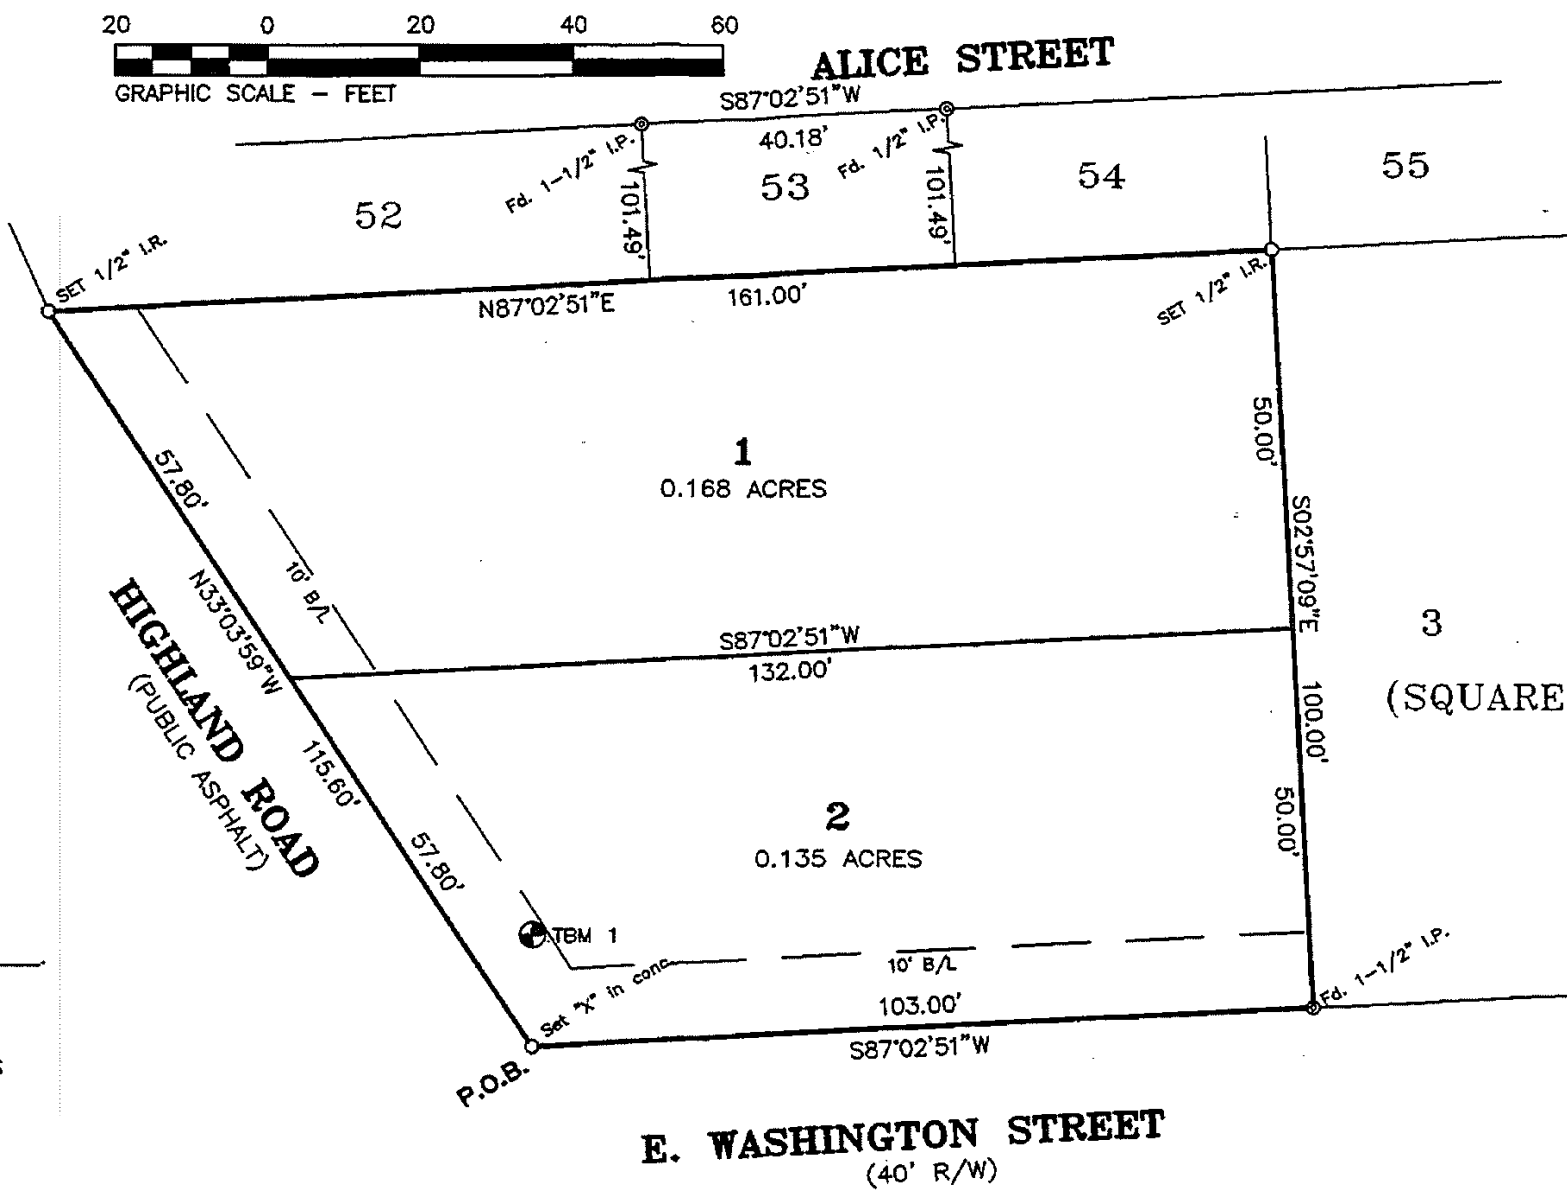 20 0 20 40 60
GRAPHIC SCALE - FEET
ALICE STREET
S87°02'51"W
40.18'
Fd. 1-1/2" I.P.
Fd. 1/2" I.P.
101.49'
101.49'
52
53
54
55
SET 1/2" I.R.
SET 1/2" I.R.
N87°02'51"E
161.00'
1
0.168 ACRES
57.80'
50.00'
10' B/L
N33°03'59"W
S02°57'09"E
HIGHLAND ROAD
(PUBLIC ASPHALT)
S87°02'51"W
132.00'
3
(SQUARE
115.60'
100.00'
57.80'
50.00'
2
0.135 ACRES
TBM 1
10' B/L
Set "X" in conc.
103.00'
Fd. 1-1/2" I.P.
S87°02'51"W
P.O.B.
E. WASHINGTON STREET
(40' R/W)